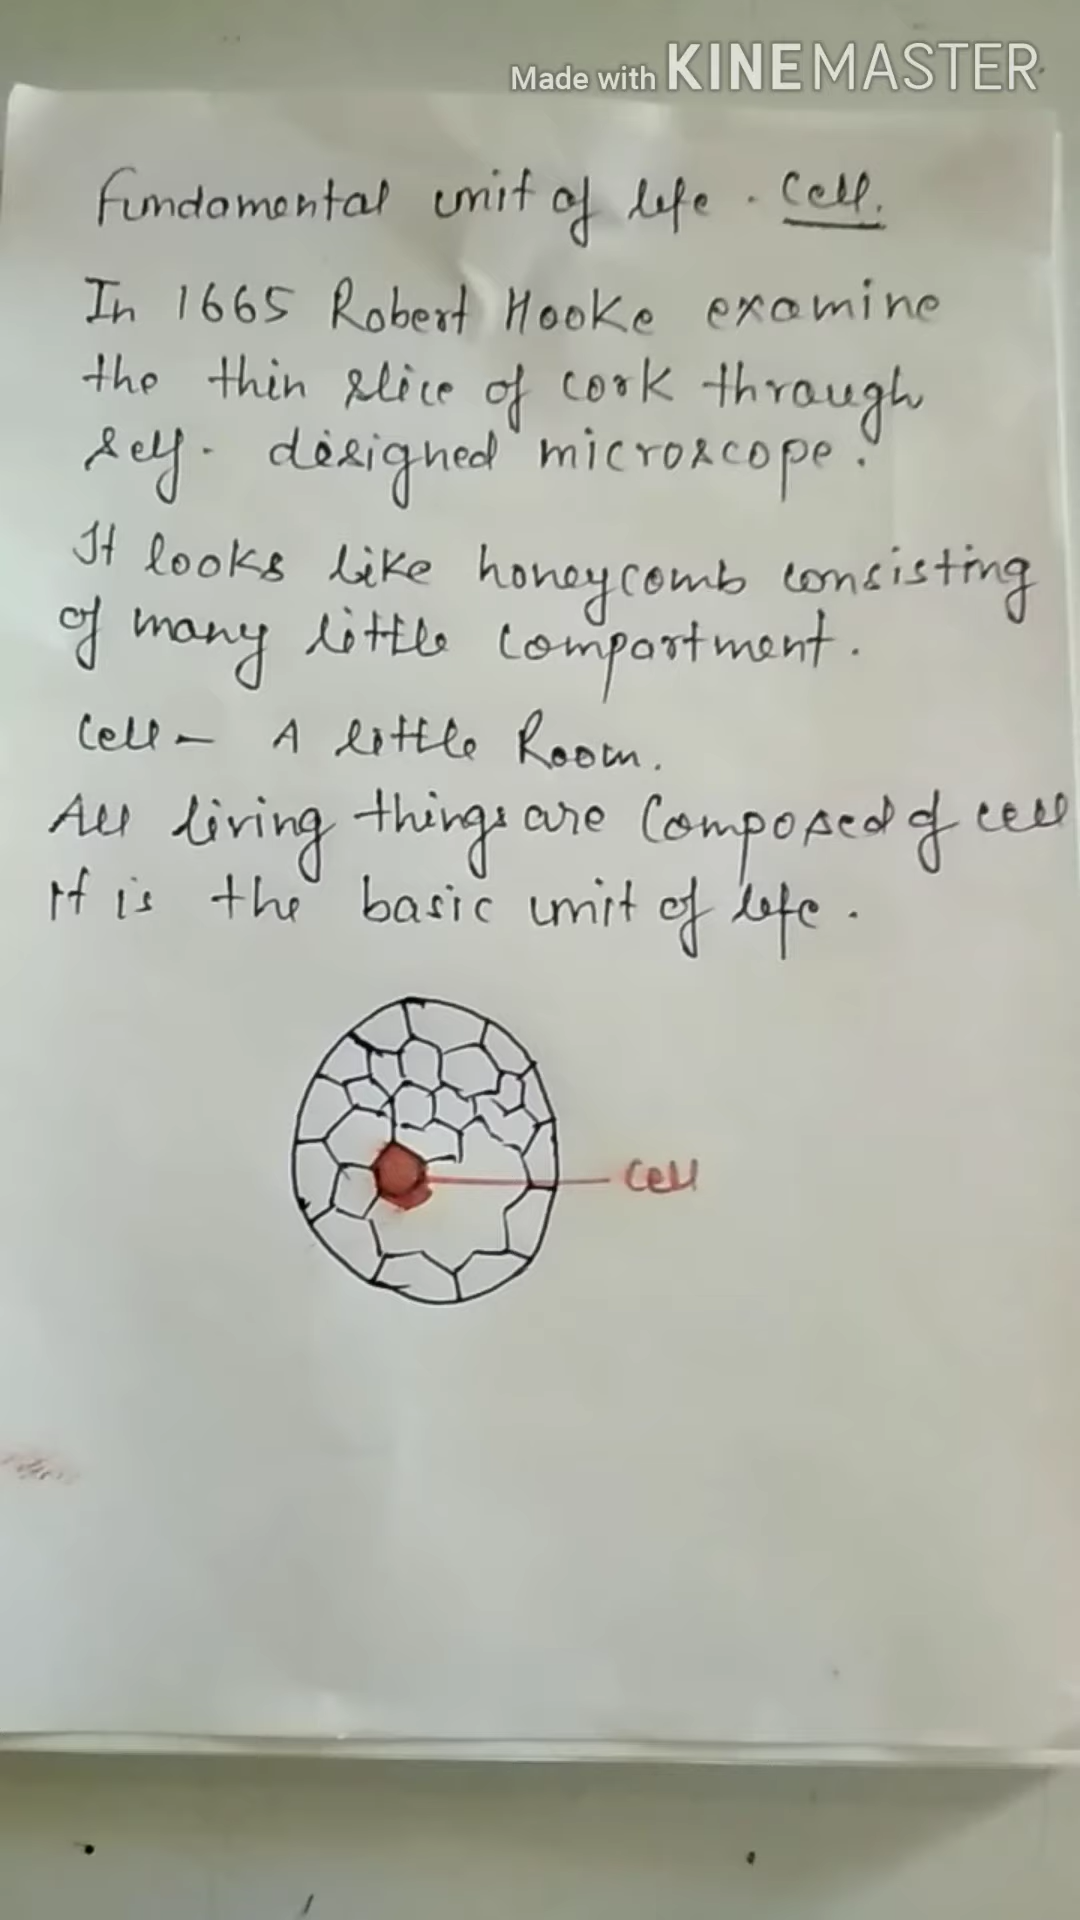 Made with KINEMASTER
Fundamental unit of life. Cell.
In 1665 Robert Hooke examine
the thin slice of cork through
self-designed microscope.
It looks like honeycomb consisting
of many little compartment.
Cell - A little Room.
All living things are Composed of cell
It is the basic unit of life.
Cell